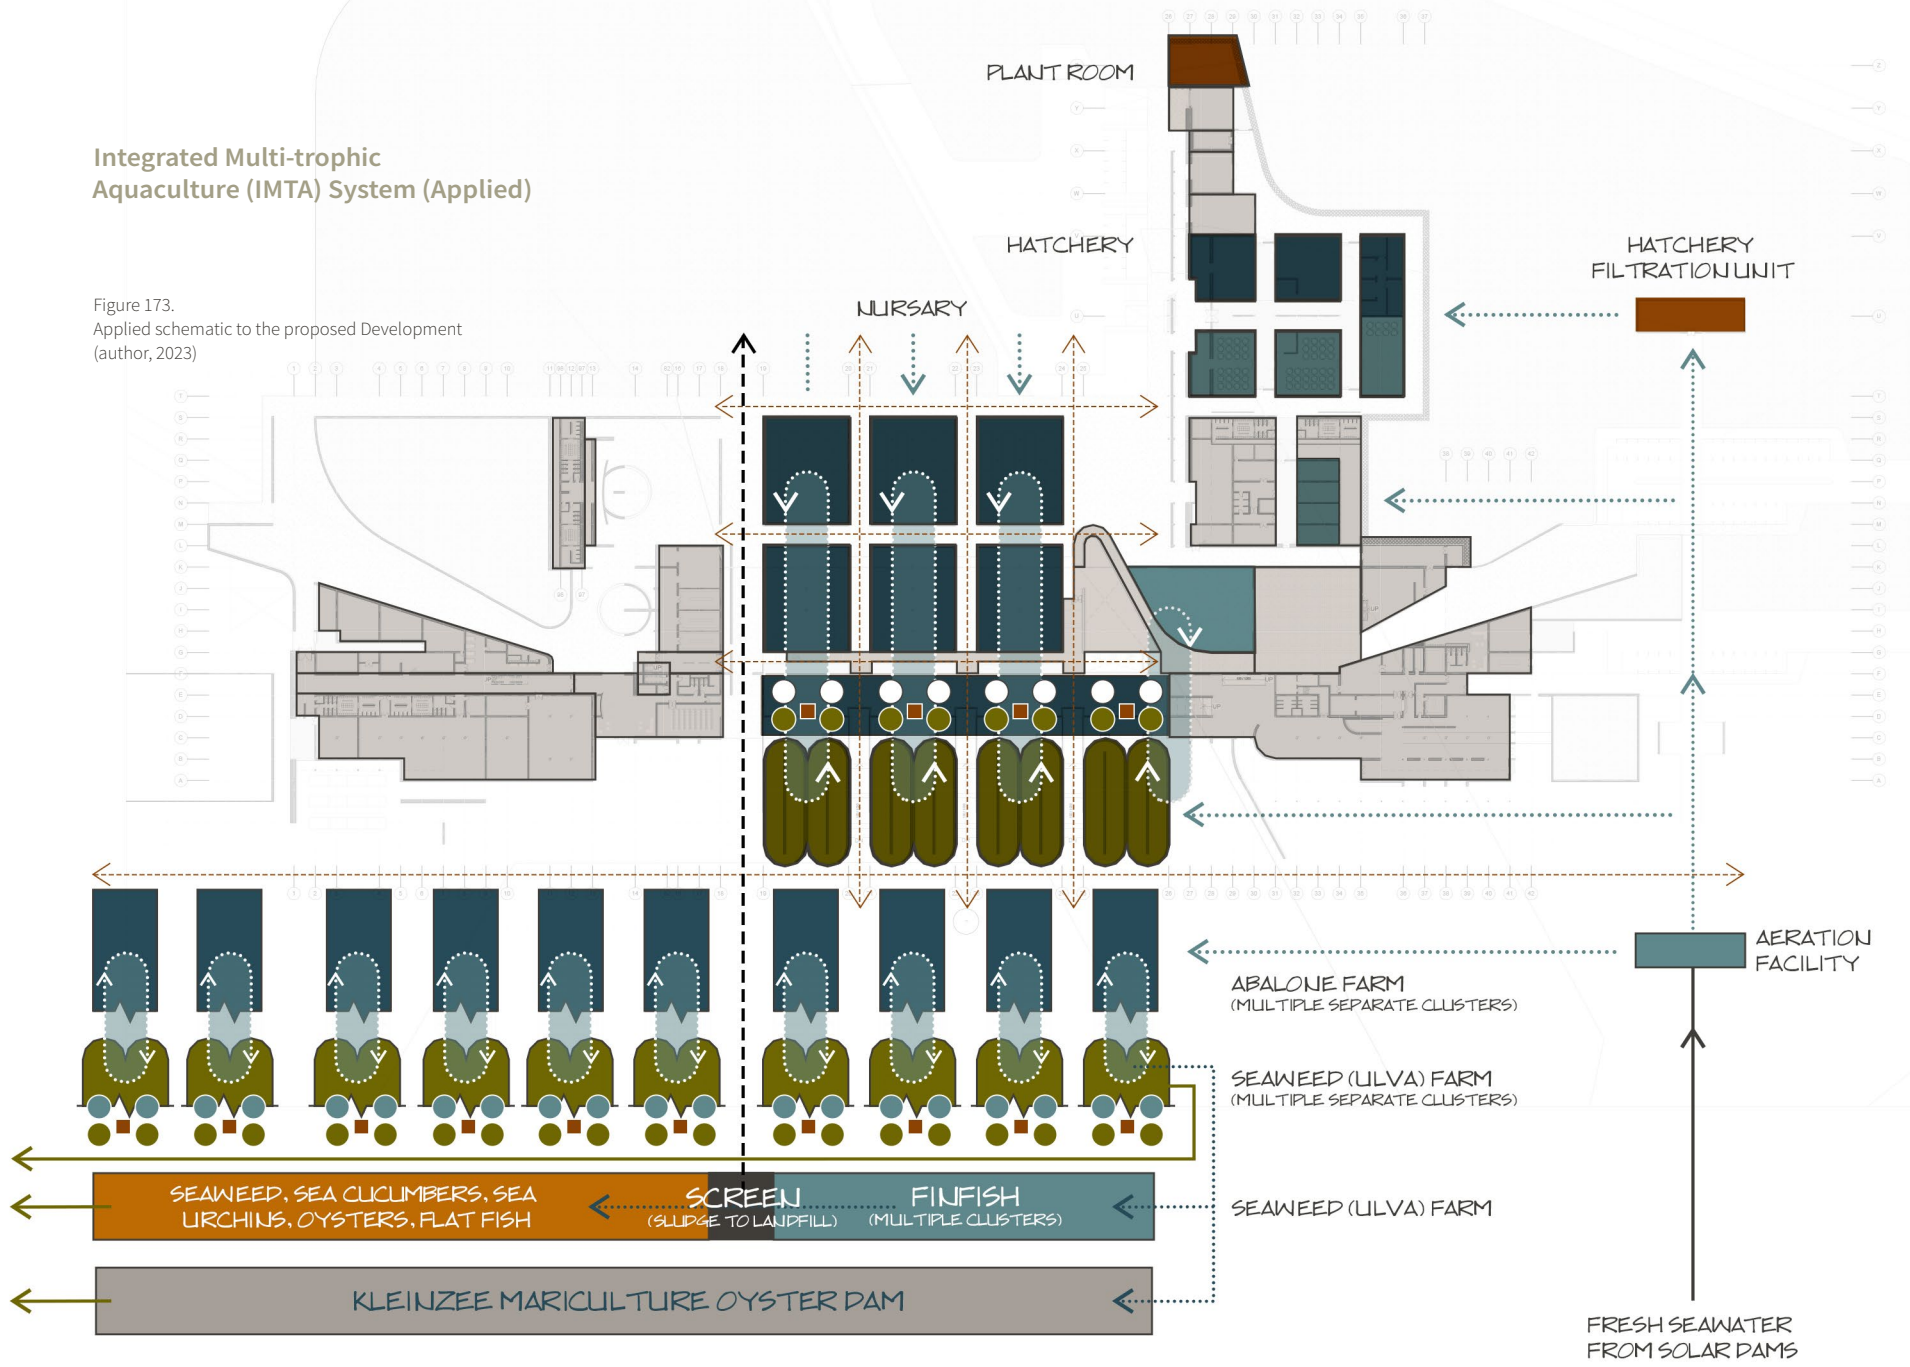 PLANT ROOM
Integrated Multi-trophic
Aquaculture (IMTA) System (Applied)
HATCHERY
HATCHERY
FILTRATION UNIT
Figure 173.
Applied schematic to the proposed Development
(author, 2023)
NURSARY
AERATION
FACILITY
ABALONE FARM
(MULTIPLE SEPARATE CLUSTERS)
SEAWEED (ULVA) FARM
(MULTIPLE SEPARATE CLUSTERS)
SEAWEED, SEA CUCUMBERS, SEA
URCHINS, OYSTERS, FLAT FISH
SCREEN
(SLUDGE TO LANDFILL)
FINFISH
(MULTIPLE CLUSTERS)
SEAWEED (ULVA) FARM
KLEINZEE MARICULTURE OYSTER DAM
FRESH SEAWATER
FROM SOLAR DAMS